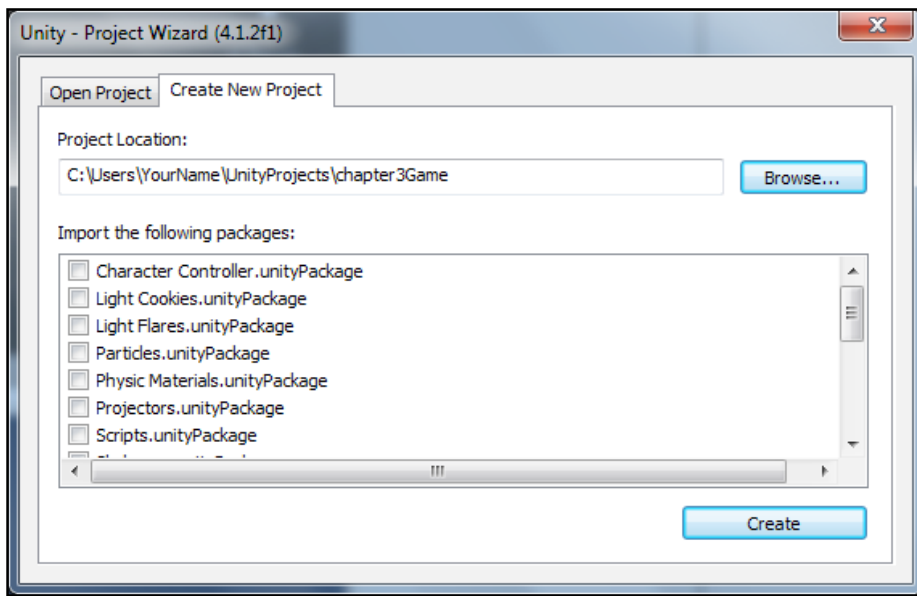 Unity - Project Wizard (4.1.2f1)
Open Project
Create New Project
Project Location:
C:\Users\YourName\UnityProjects\chapter3Game
Browse...
Import the following packages:
Character Controller.unityPackage
Light Cookies.unityPackage
Light Flares.unityPackage
Particles.unityPackage
Physic Materials.unityPackage
Projectors.unityPackage
Scripts.unityPackage
Create